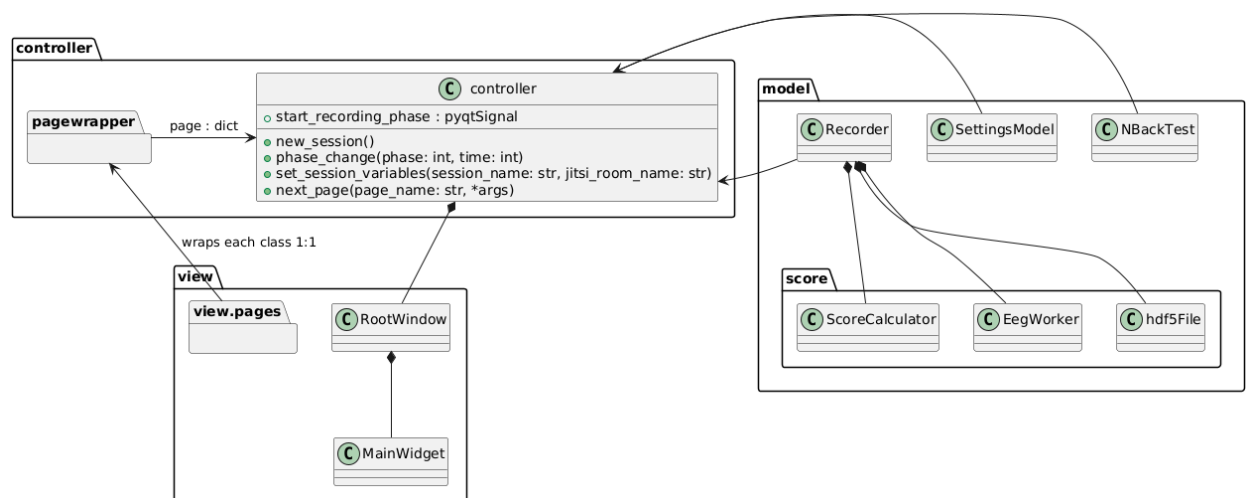 controller
C controller
start_recording_phase : pyqtSignal
new_session()
phase_change(phase: int, time: int)
set_session_variables(session_name: str, jitsi_room_name: str)
next_page(page_name: str, *args)
pagewrapper
page : dict
wraps each class 1:1
model
C Recorder
C SettingsModel
C NBackTest
score
C ScoreCalculator
C EegWorker
C hdf5File
view
view.pages
C RootWindow
C MainWidget